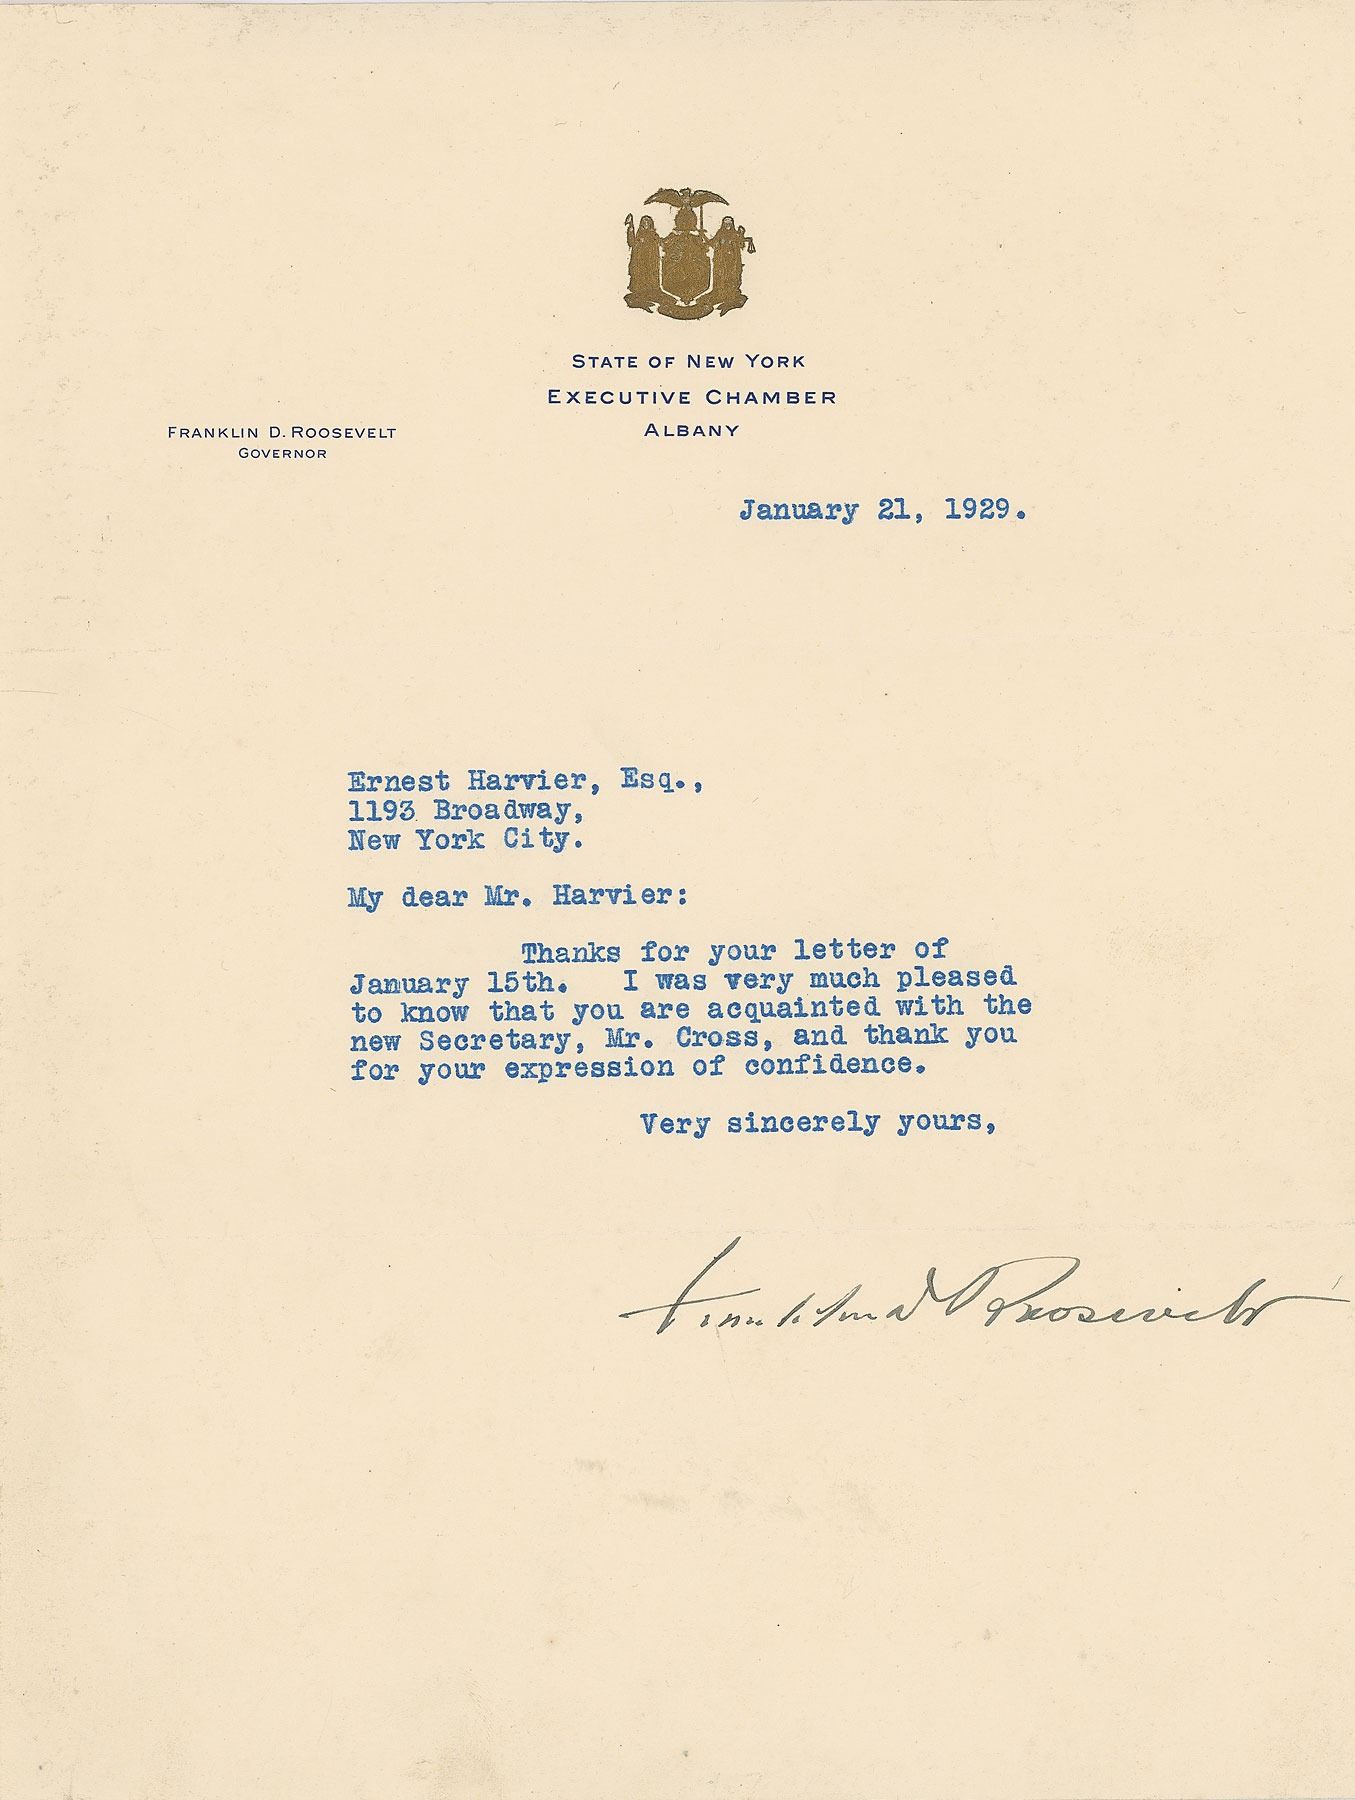 STATE OF NEW YORK
EXECUTIVE CHAMBER
ALBANY
FRANKLIN D. ROOSEVELT
GOVERNOR
January 21, 1929.
Ernest Harvier, Esq.,
1193 Broadway,
New York City.
My dear Mr. Harvier:
Thanks for your letter of
January 15th. I was very much pleased
to know that you are acquainted with the
new Secretary, Mr. Cross, and thank you
for your expression of confidence.
Very sincerely yours,
Franklin D Roosevelt